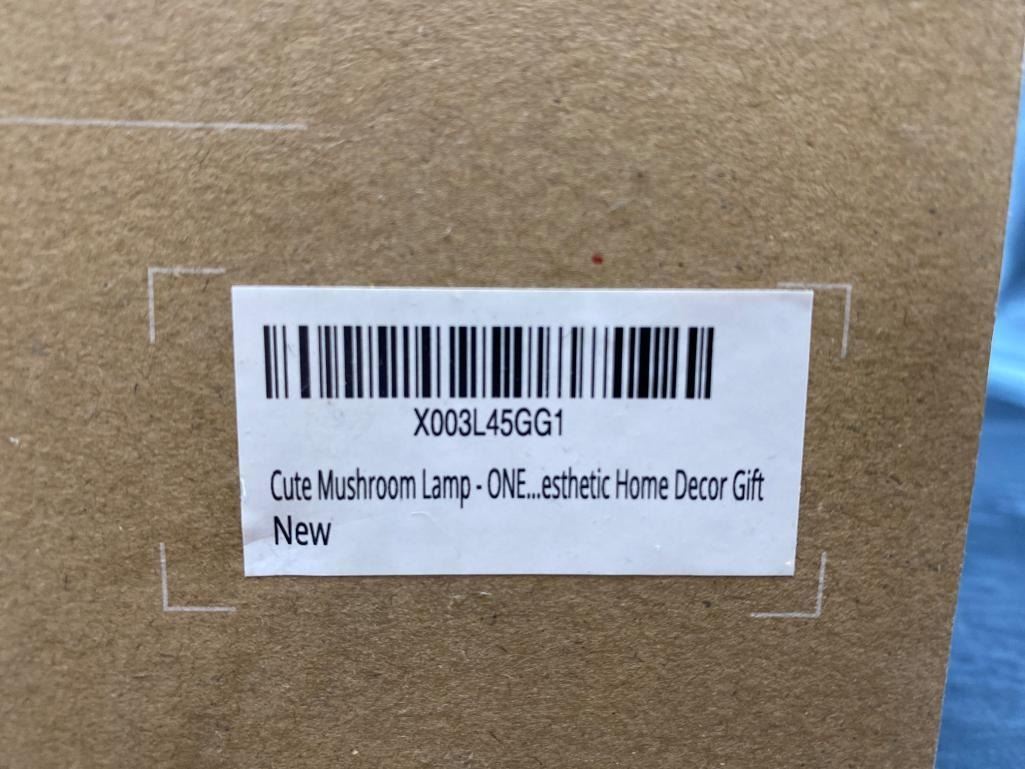 X003L45GG1
Cute Mushroom Lamp - ONE...esthetic Home Decor Gift
New